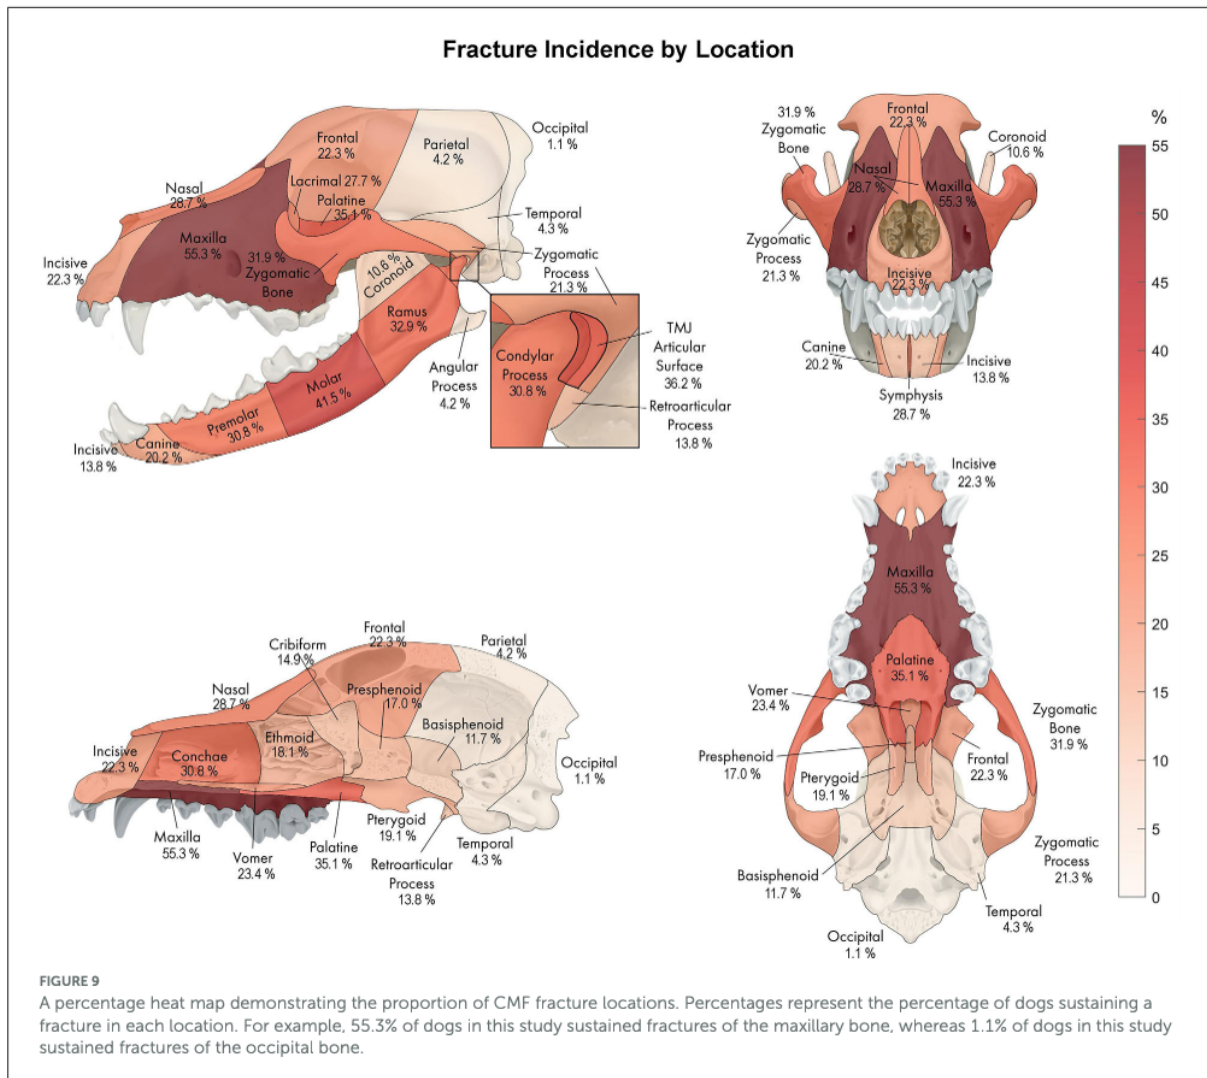 Fracture Incidence by Location
Frontal
22.3 %
Parietal
4.2 %
Occipital
1.1 %
Lacrimal 27.7 %
Nasal
28.7 %
Palatine
35.1 %
Maxilla
55.3 %
31.9 %
Zygomatic
Bone
Temporal
4.3 %
Zygomatic
Process
21.3 %
Incisive
22.3 %
10.6 %
Coronoid
Ramus
32.9 %
Angular
Process
4.2 %
Molar
41.5 %
Premolar
30.8 %
Canine
20.2 %
Incisive
13.8 %
Condylar
Process
30.8 %
TMJ
Articular
Surface
36.2 %
Retroarticular
Process
13.8 %
31.9 %
Zygomatic
Bone
Frontal
22.3 %
Coronoid
10.6 %
Nasal
28.7 %
Maxilla
55.3 %
Zygomatic
Process
21.3 %
Incisive
22.3 %
Canine
20.2 %
Incisive
13.8 %
Symphysis
28.7 %
%
55
50
45
40
35
30
25
20
15
10
5
0
Cribiform
14.9 %
Frontal
22.3 %
Parietal
4.2 %
Nasal
28.7 %
Presphenoid
17.0 %
Basisphenoid
11.7 %
Ethmoid
18.1 %
Incisive
22.3 %
Conchae
30.8 %
Occipital
1.1 %
Maxilla
55.3 %
Vomer
23.4 %
Palatine
35.1 %
Pterygoid
19.1 %
Retroarticular
Process
13.8 %
Temporal
4.3 %
Incisive
22.3 %
Maxilla
55.3 %
Palatine
35.1 %
Vomer
23.4 %
Zygomatic
Bone
31.9 %
Presphenoid
17.0 %
Frontal
22.3 %
Pterygoid
19.1 %
Zygomatic
Process
21.3 %
Basisphenoid
11.7 %
Temporal
4.3 %
Occipital
1.1 %
FIGURE 9
A percentage heat map demonstrating the proportion of CMF fracture locations. Percentages represent the percentage of dogs sustaining a
fracture in each location. For example, 55.3% of dogs in this study sustained fractures of the maxillary bone, whereas 1.1% of dogs in this study
sustained fractures of the occipital bone.